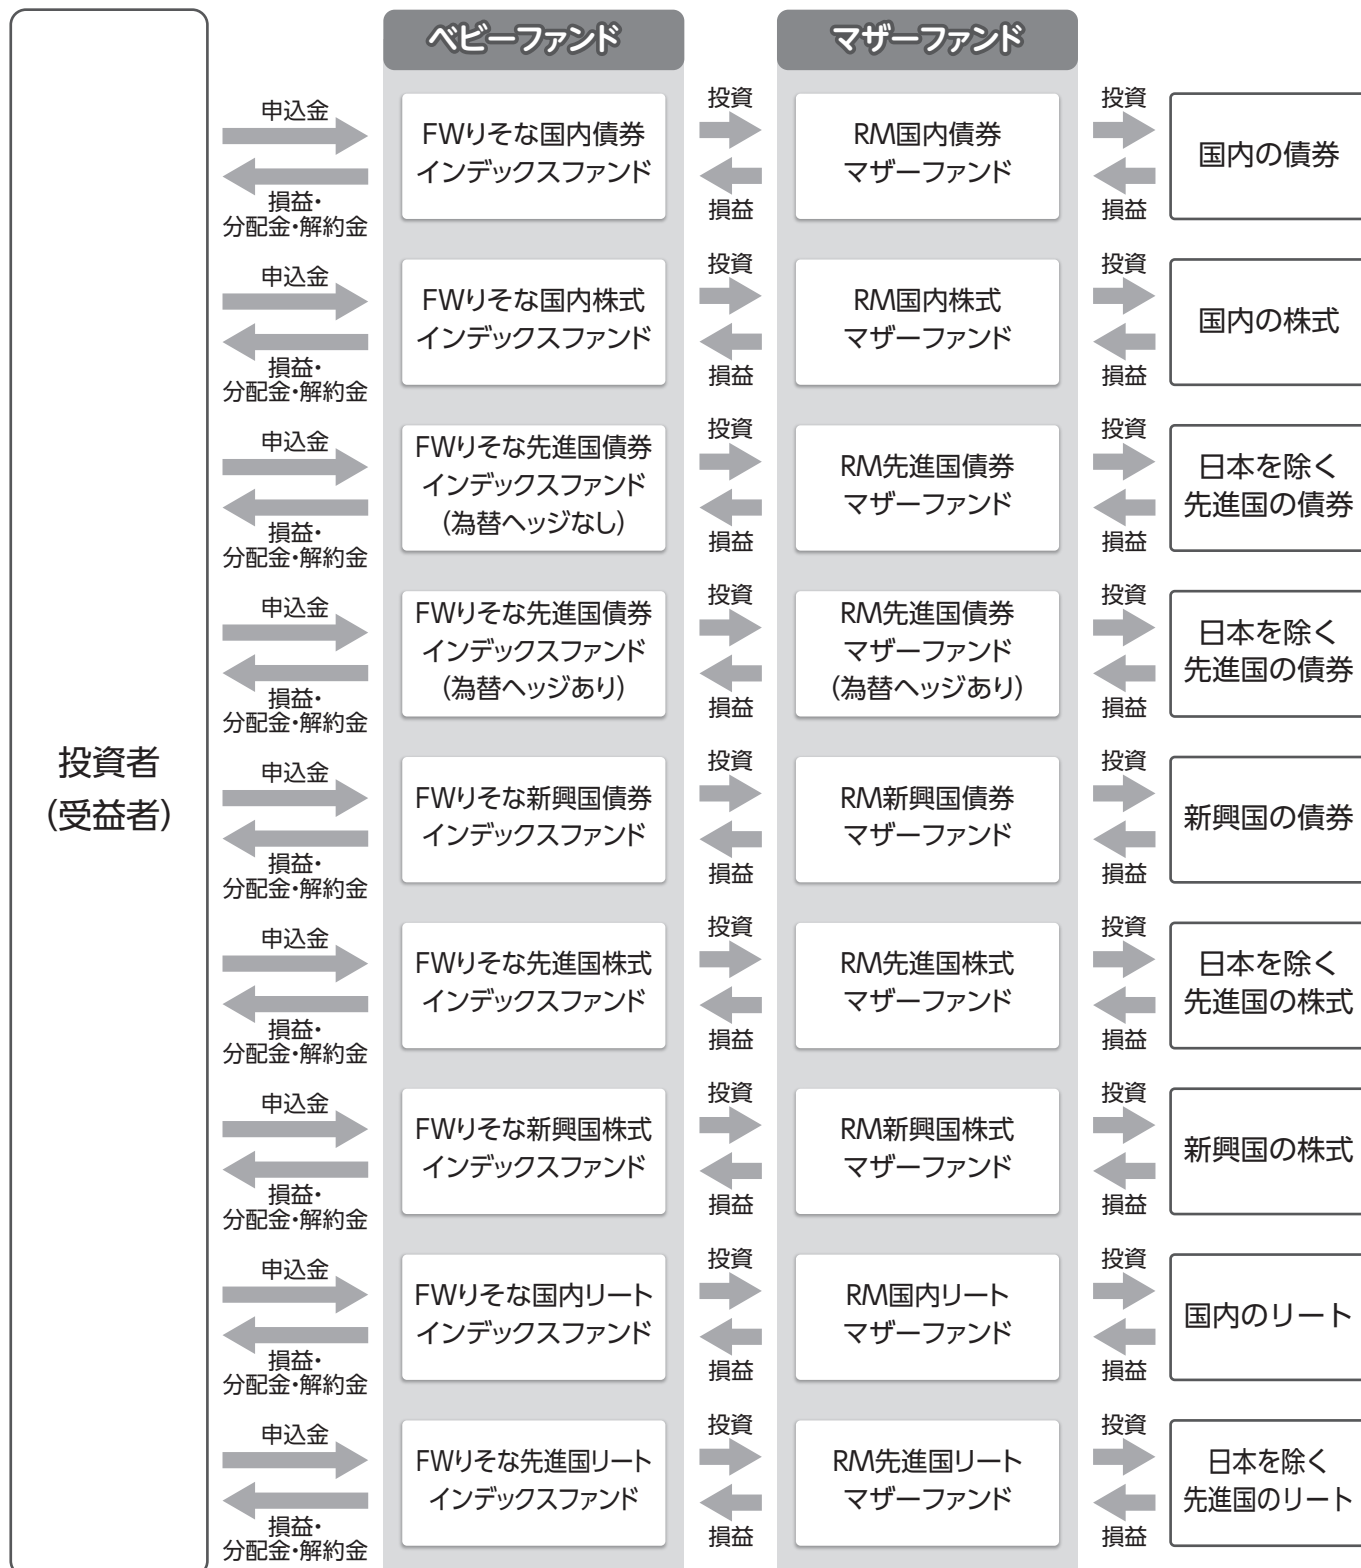 ベビーファンド
マザーファンド
投資者
(受益者)
申込金
損益・
分配金・解約金
FWりそな国内債券
インデックスファンド
投資
損益
RM国内債券
マザーファンド
投資
損益
国内の債券
申込金
損益・
分配金・解約金
FWりそな国内株式
インデックスファンド
投資
損益
RM国内株式
マザーファンド
投資
損益
国内の株式
申込金
損益・
分配金・解約金
FWりそな先進国債券
インデックスファンド
(為替ヘッジなし)
投資
損益
RM先進国債券
マザーファンド
投資
損益
日本を除く
先進国の債券
申込金
損益・
分配金・解約金
FWりそな先進国債券
インデックスファンド
(為替ヘッジあり)
投資
損益
RM先進国債券
マザーファンド
(為替ヘッジあり)
投資
損益
日本を除く
先進国の債券
申込金
損益・
分配金・解約金
FWりそな新興国債券
インデックスファンド
投資
損益
RM新興国債券
マザーファンド
投資
損益
新興国の債券
申込金
損益・
分配金・解約金
FWりそな先進国株式
インデックスファンド
投資
損益
RM先進国株式
マザーファンド
投資
損益
日本を除く
先進国の株式
申込金
損益・
分配金・解約金
FWりそな新興国株式
インデックスファンド
投資
損益
RM新興国株式
マザーファンド
投資
損益
新興国の株式
申込金
損益・
分配金・解約金
FWりそな国内リート
インデックスファンド
投資
損益
RM国内リート
マザーファンド
投資
損益
国内のリート
申込金
損益・
分配金・解約金
FWりそな先進国リート
インデックスファンド
投資
損益
RM先進国リート
マザーファンド
投資
損益
日本を除く
先進国のリート